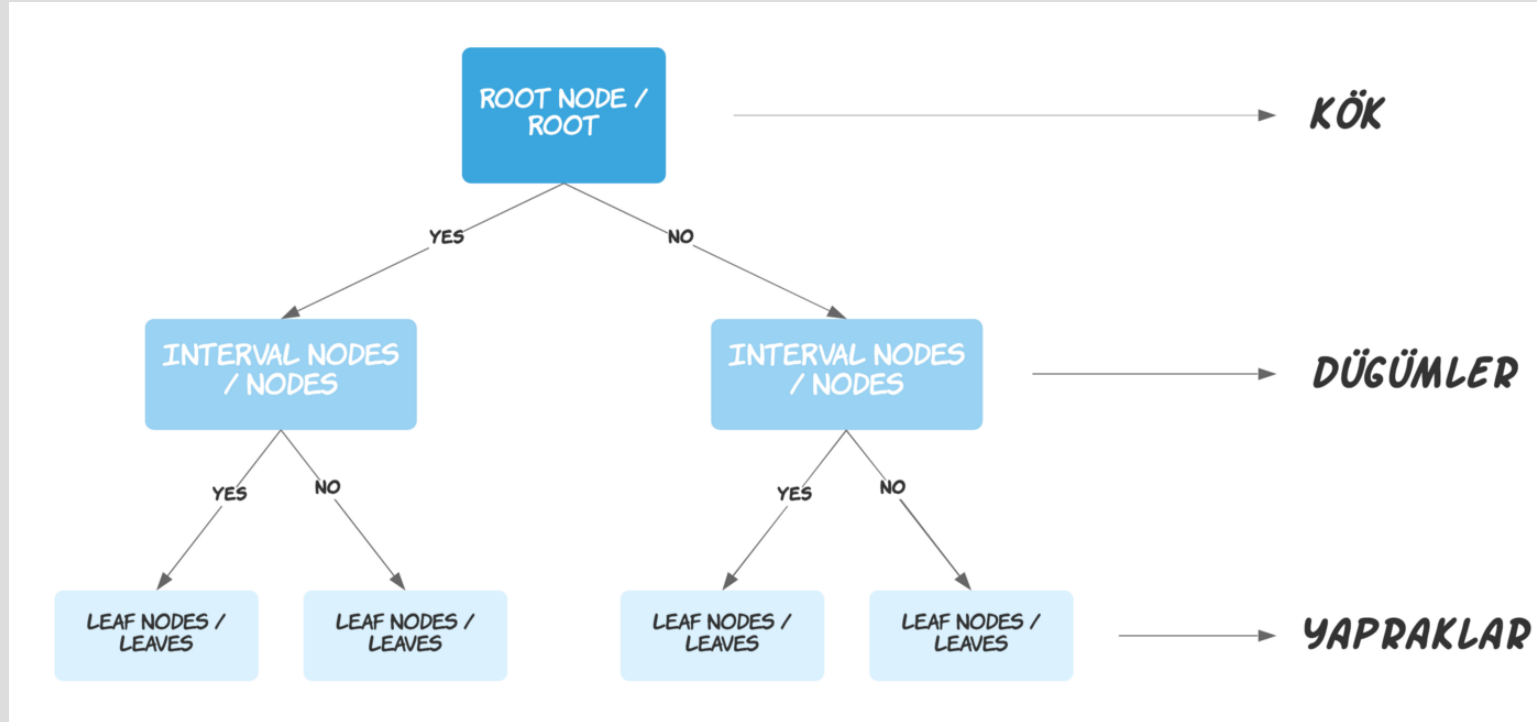 ROOT NODE /
ROOT
KÖK
YES
NO
INTERVAL NODES
/ NODES
INTERVAL NODES
/ NODES
DÜGÜMLER
YES
NO
YES
NO
LEAF NODES /
LEAVES
LEAF NODES /
LEAVES
LEAF NODES /
LEAVES
LEAF NODES /
LEAVES
YAPRAKLAR